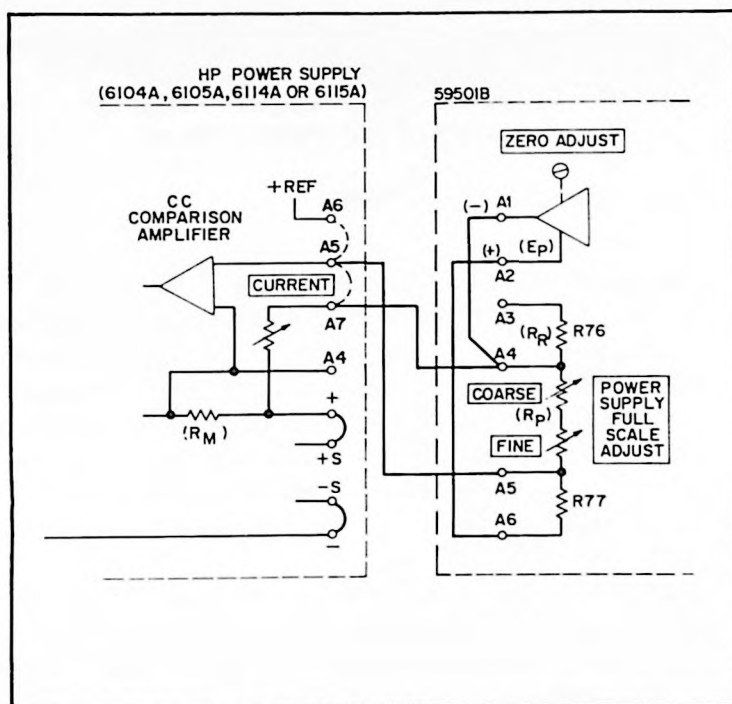 HP POWER SUPPLY
(6104A, 6105A, 6114A OR 6115A)
+REF
A6
CC
COMPARISON
AMPLIFIER
A5
CURRENT
A7
A4
(RM)
+
+S
-S
-
59501B
ZERO ADJUST
(-) A1
(+) (EP)
A2
A3
(RR) R76
A4
COARSE
(RP)
FINE
POWER
SUPPLY
FULL
SCALE
ADJUST
A5
R77
A6